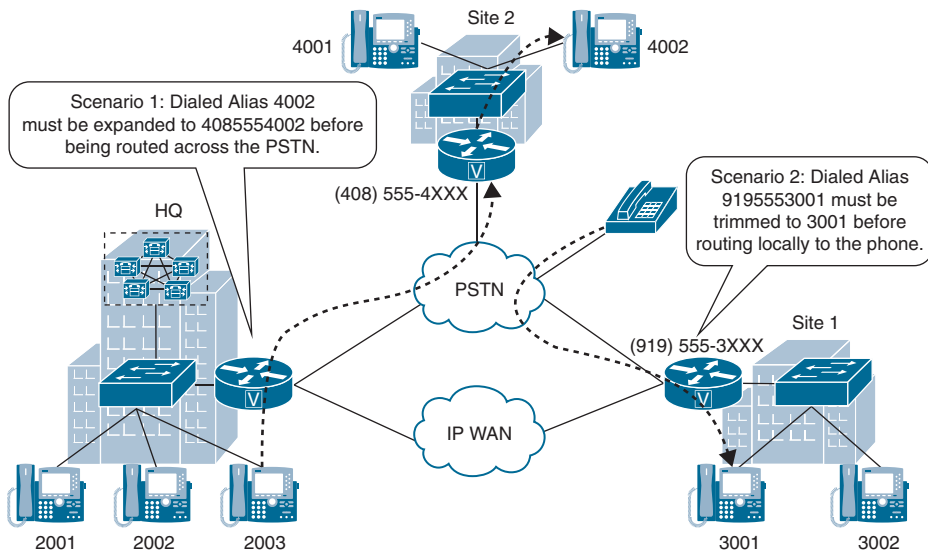 Site 2
4001
4002
Scenario 1: Dialed Alias 4002
must be expanded to 4085554002 before
being routed across the PSTN.
V
(408) 555-4XXX
Scenario 2: Dialed Alias
9195553001 must be
trimmed to 3001 before
routing locally to the phone.
HQ
PSTN
Site 1
(919) 555-3XXX
V
V
IP WAN
2001
2002
2003
3001
3002